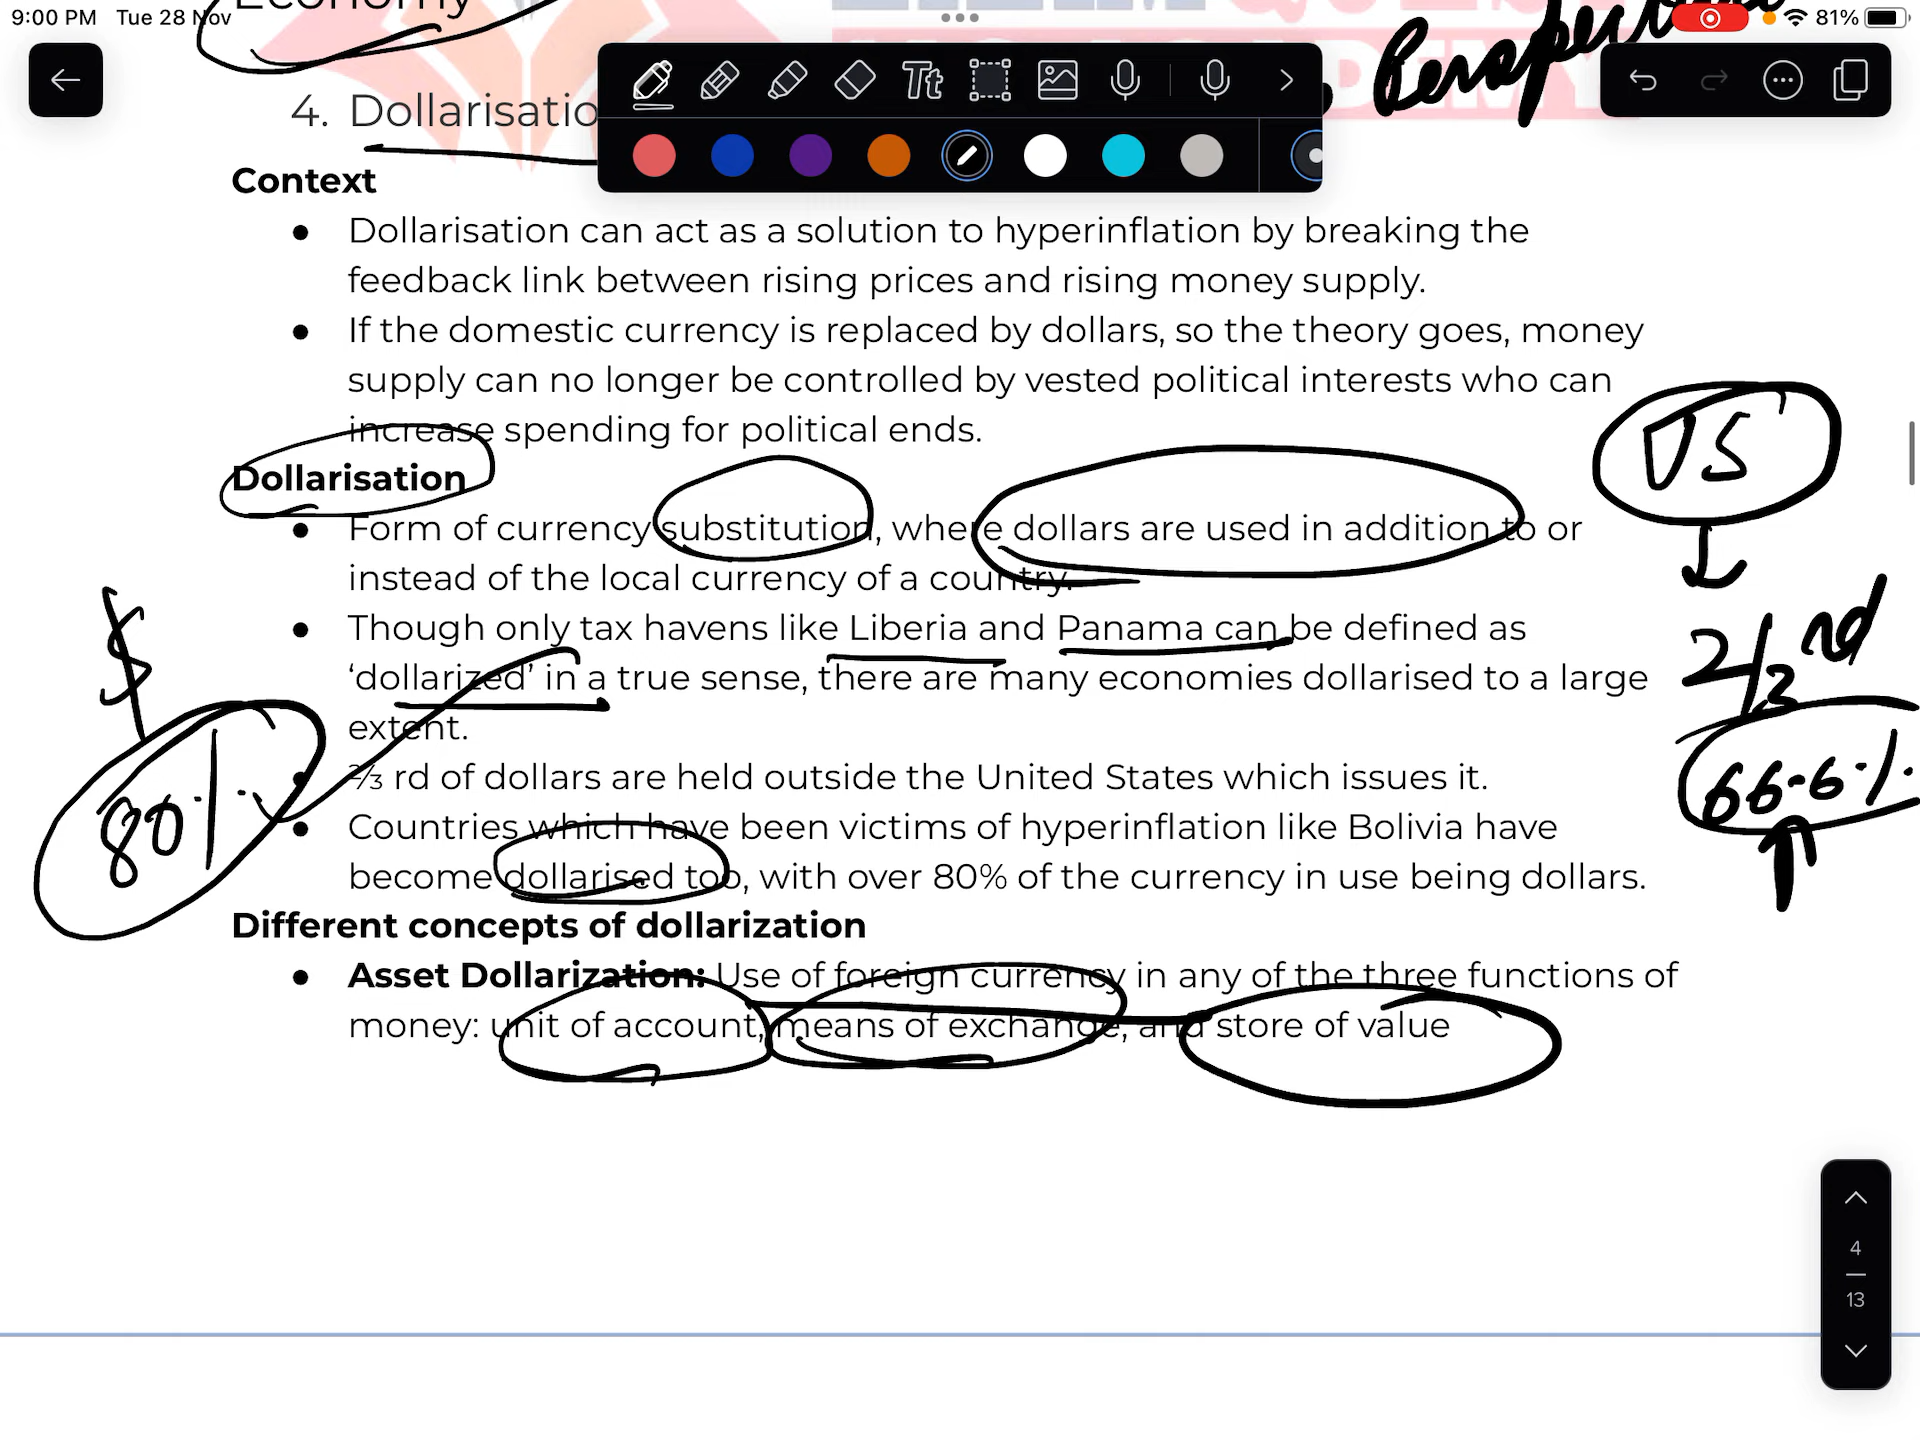 9:00 PM Tue 28 Nov
81%
Economy
4. Dollarisatio
Tt
Context
● Dollarisation can act as a solution to hyperinflation by breaking the
feedback link between rising prices and rising money supply.
● If the domestic currency is replaced by dollars, so the theory goes, money
supply can no longer be controlled by vested political interests who can
increase spending for political ends.
US
Dollarisation
● Form of currency substitution, where dollars are used in addition to or
instead of the local currency of a country.
● Though only tax havens like Liberia and Panama can be defined as
‘dollarized’ in a true sense, there are many economies dollarised to a large
extent.
$
2/3 rd
● ⅔ rd of dollars are held outside the United States which issues it.
80%
66.6%
● Countries which have been victims of hyperinflation like Bolivia have
become dollarised too, with over 80% of the currency in use being dollars.
Different concepts of dollarization
● Asset Dollarization: Use of foreign currency in any of the three functions of
money: unit of account, means of exchange, and store of value
4
13